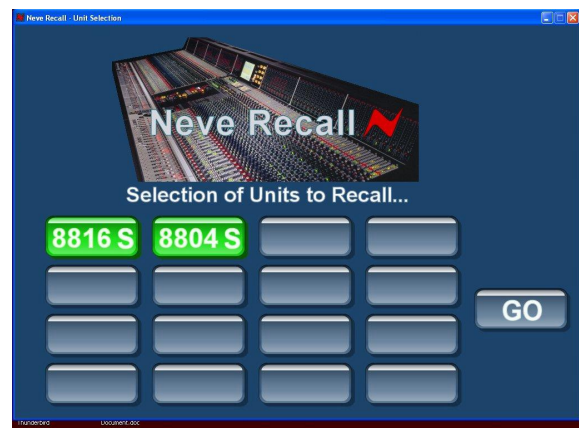 Neve Recall - Unit Selection
Neve Recall
Selection of Units to Recall...
8816 S 8804 S
GO
Thunderbird Document.doc